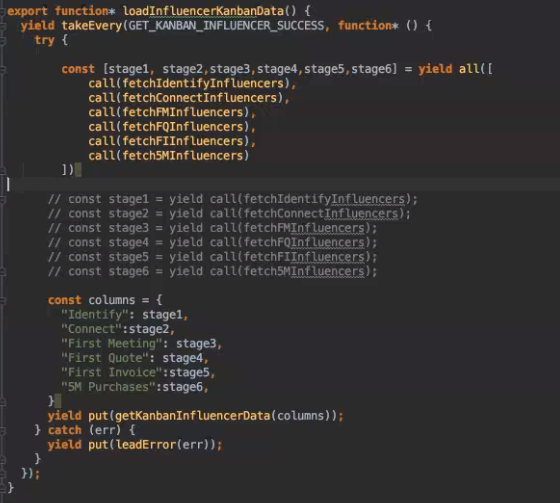 export function* loadInfluencerKanbanData() {
  yield takeEvery(GET_KANBAN_INFLUENCER_SUCCESS, function* () {
    try {
        const [stage1, stage2,stage3,stage4,stage5,stage6] = yield all([
            call(fetchIdentifyInfluencers),
            call(fetchConnectInfluencers),
            call(fetchFMInfluencers),
            call(fetchFQInfluencers),
            call(fetchFIInfluencers),
            call(fetch5MInfluencers)
        ])
      // const stage1 = yield call(fetchIdentifyInfluencers);
      // const stage2 = yield call(fetchConnectInfluencers);
      // const stage3 = yield call(fetchFMInfluencers);
      // const stage4 = yield call(fetchFQInfluencers);
      // const stage5 = yield call(fetchFIInfluencers);
      // const stage6 = yield call(fetch5MInfluencers);
      const columns = {
        "Identify": stage1,
        "Connect":stage2,
        "First Meeting": stage3,
        "First Quote": stage4,
        "First Invoice":stage5,
        "5M Purchases":stage6,
      }
      yield put(getKanbanInfluencerData(columns));
    } catch (err) {
      yield put(leadError(err));
    }
  });
}